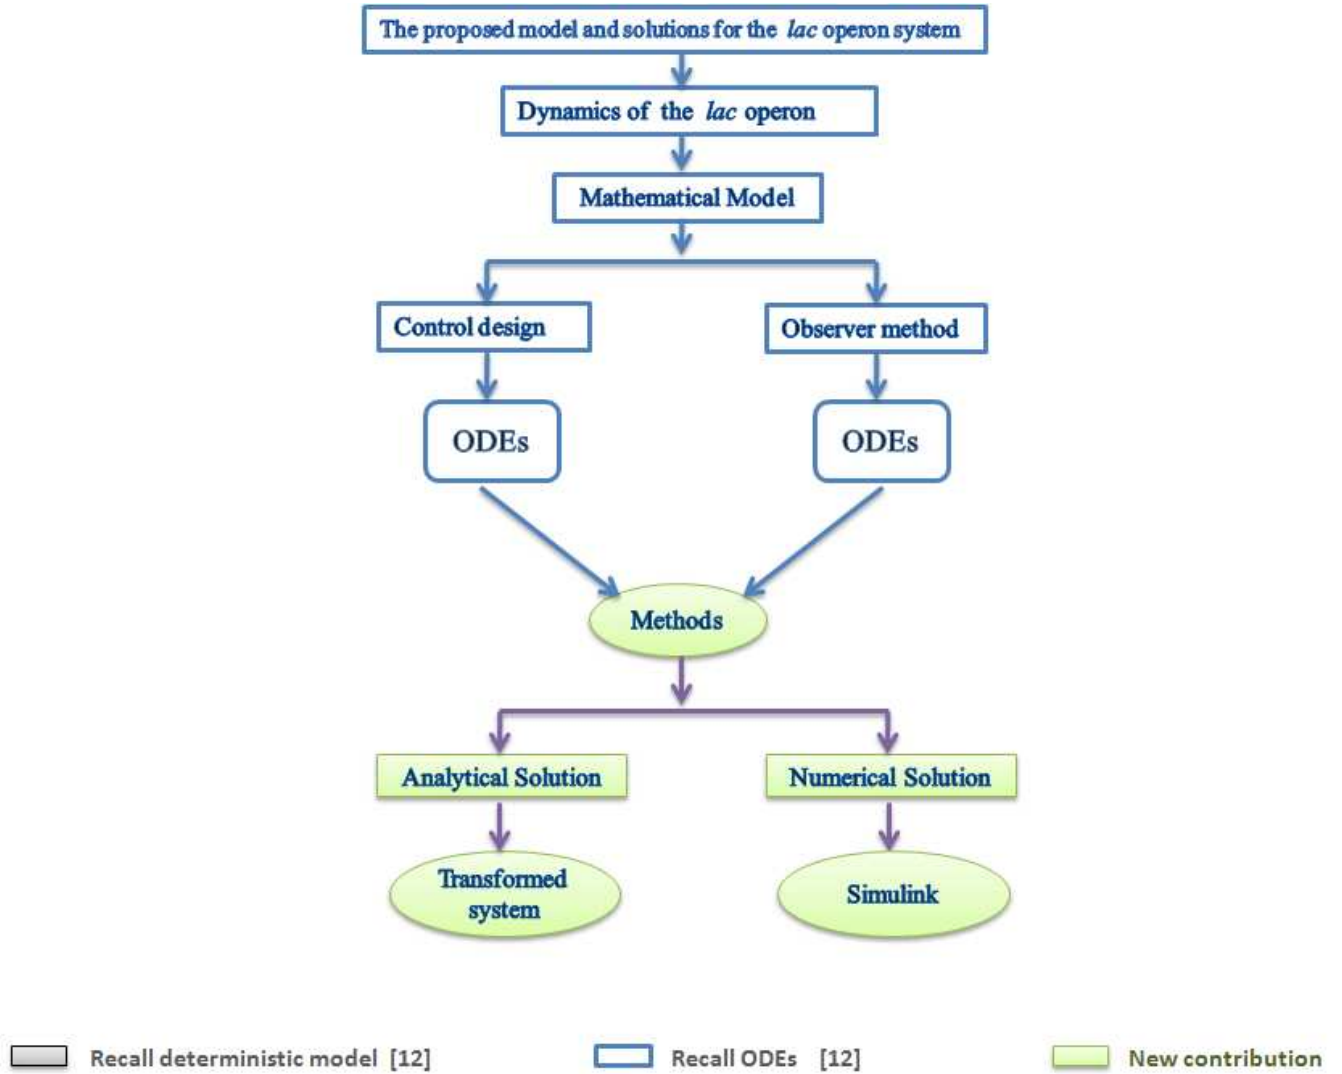 The proposed model and solutions for the lac operon system
Dynamics of the lac operon
Mathematical Model
Control design
Observer method
ODEs
ODEs
Methods
Analytical Solution
Numerical Solution
Transformed
system
Simulink
Recall deterministic model [12]
Recall ODEs [12]
New contribution